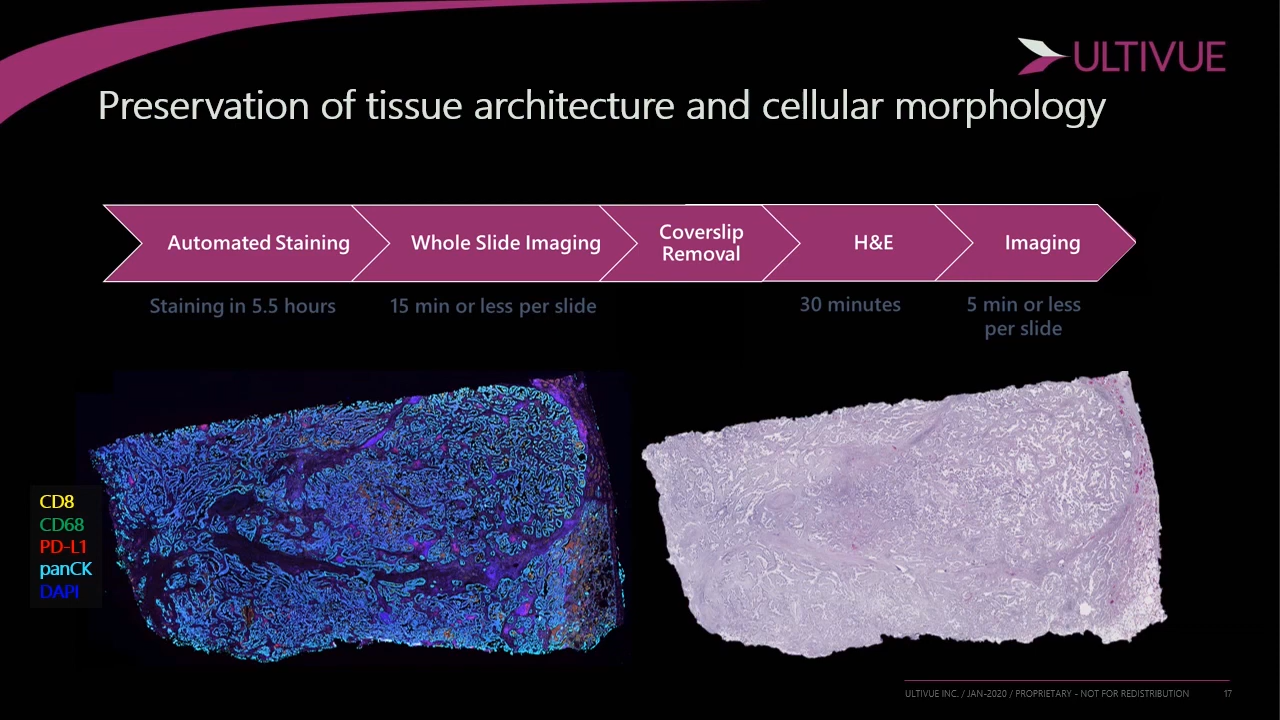 ULTIVUE
Preservation of tissue architecture and cellular morphology
Automated Staining
Whole Slide Imaging
Coverslip
Removal
H&E
Imaging
Staining in 5.5 hours
15 min or less per slide
30 minutes
5 min or less
per slide
CD8
CD68
PD-L1
panCK
DAPI
ULTIVUE INC. / JAN-2020 / PROPRIETARY - NOT FOR REDISTRIBUTION
17